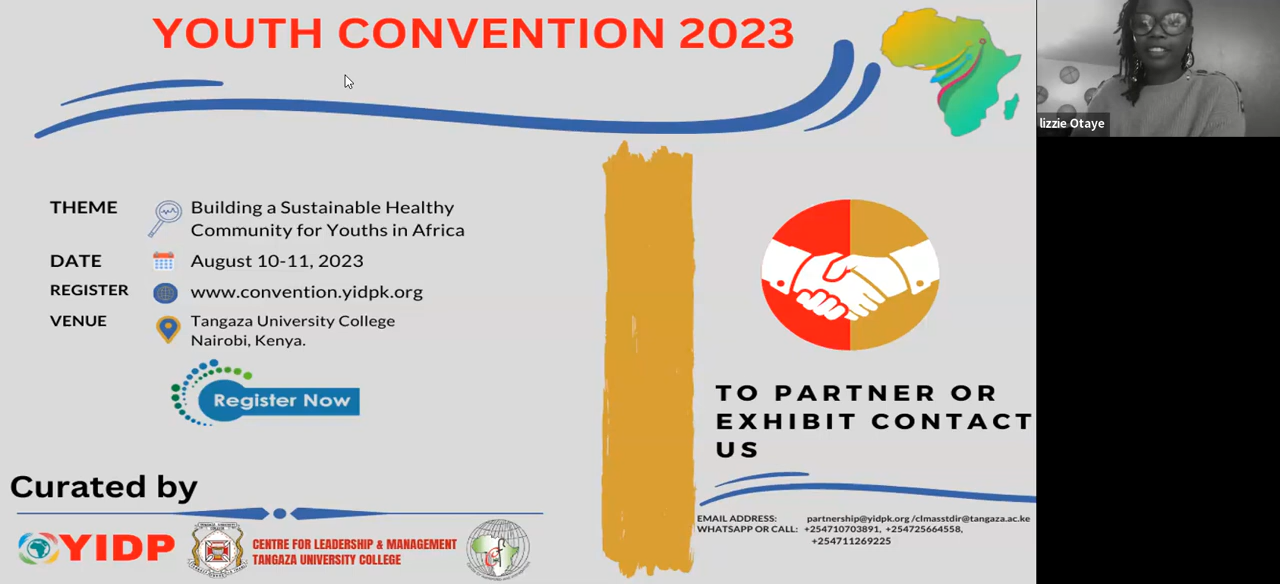 YOUTH CONVENTION 2023
lizzie Otaye
THEME
Building a Sustainable Healthy
Community for Youths in Africa
DATE
August 10-11, 2023
REGISTER
www.convention.yidpk.org
VENUE
Tangaza University College
Nairobi, Kenya.
Register Now
TO PARTNER OR
EXHIBIT CONTACT
US
Curated by
YIDP
CENTRE FOR LEADERSHIP & MANAGEMENT
TANGAZA UNIVERSITY COLLEGE
EMAIL ADDRESS: partnership@yidpk.org /clmasstdir@tangaza.ac.ke
WHATSAPP OR CALL: +254710703891, +254725664558,
+254711269225